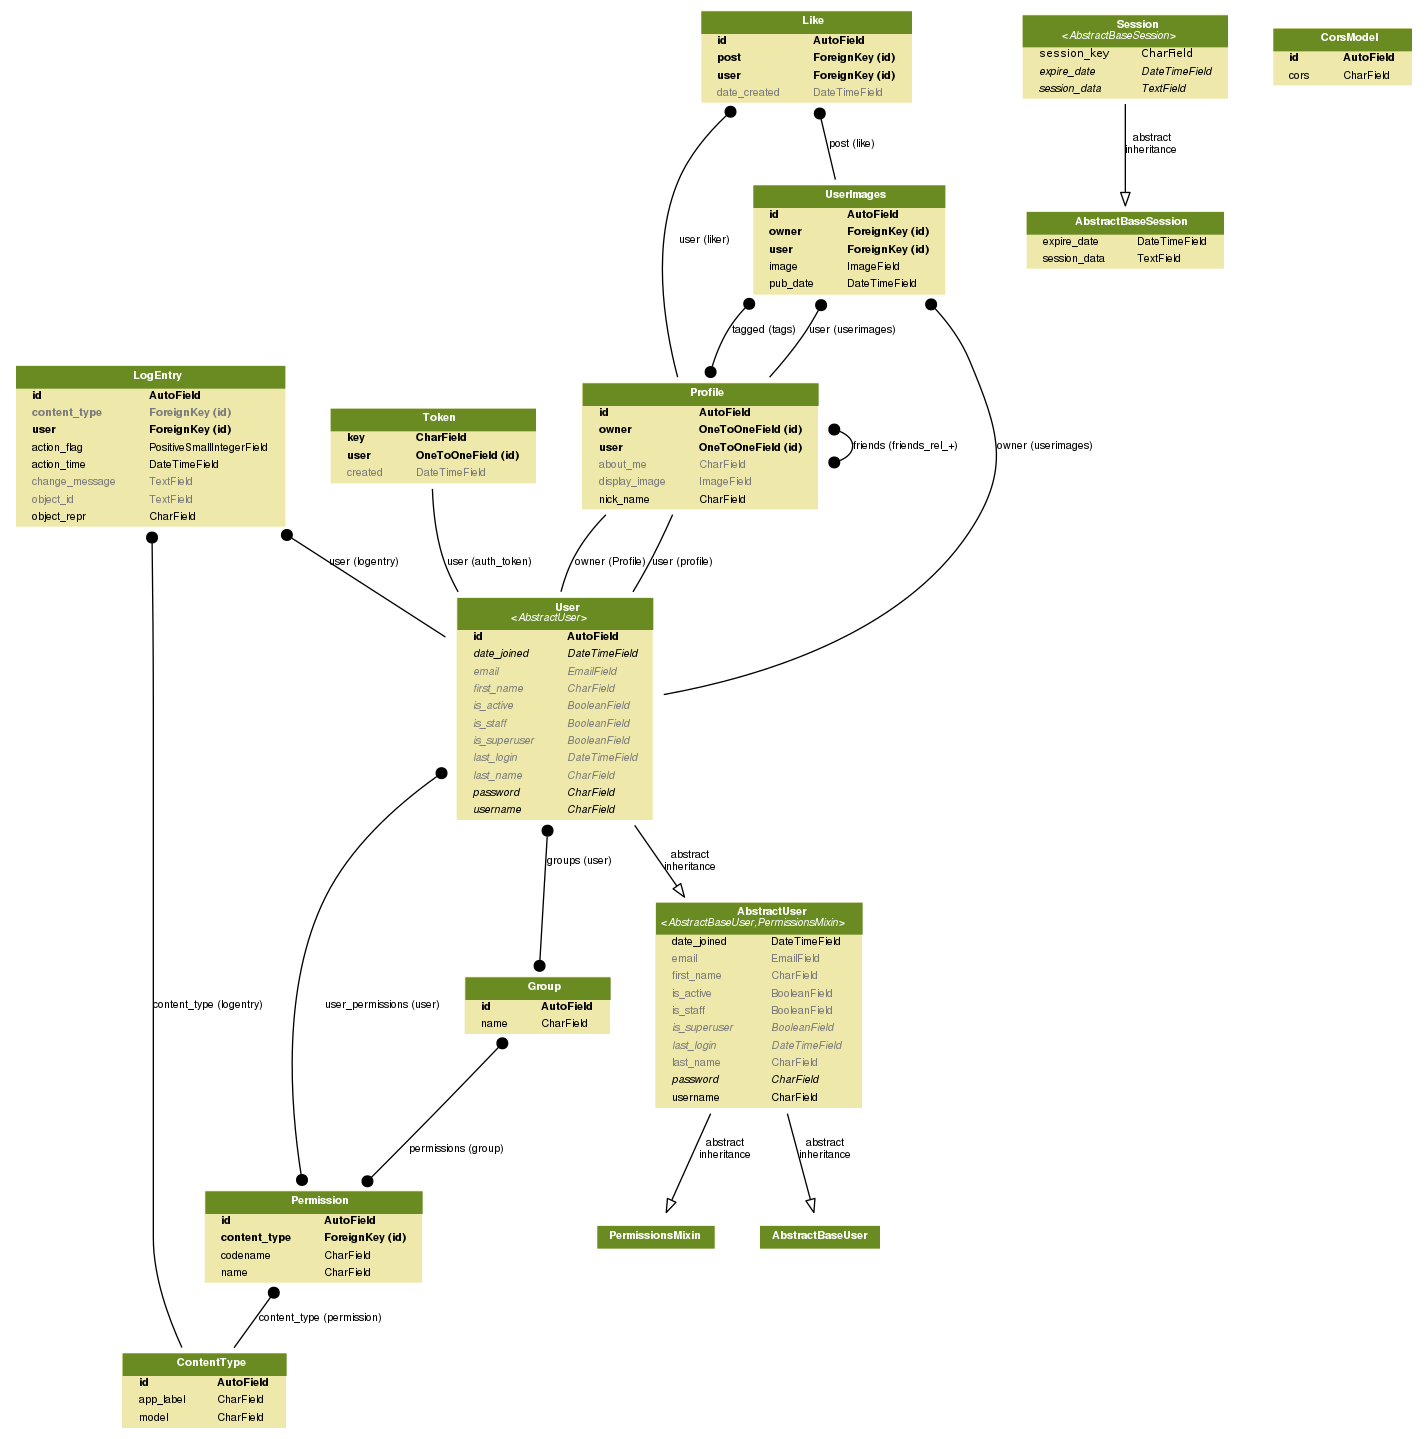 Like
id AutoField
post ForeignKey (id)
user ForeignKey (id)
date_created DateTimeField
Session
<AbstractBaseSession>
session_key CharField
expire_date DateTimeField
session_data TextField
CorsModel
id AutoField
cors CharField
abstract
inheritance
post (like)
UserImages
id AutoField
owner ForeignKey (id)
user ForeignKey (id)
image ImageField
pub_date DateTimeField
AbstractBaseSession
expire_date DateTimeField
session_data TextField
user (liker)
tagged (tags)
user (userimages)
LogEntry
id AutoField
content_type ForeignKey (id)
user ForeignKey (id)
action_flag PositiveSmallIntegerField
action_time DateTimeField
change_message TextField
object_id TextField
object_repr CharField
Token
key CharField
user OneToOneField (id)
created DateTimeField
Profile
id AutoField
owner OneToOneField (id)
user OneToOneField (id)
about_me CharField
display_image ImageField
nick_name CharField
friends (friends_rel_+)
owner (userimages)
user (logentry)
user (auth_token)
owner (Profile)
user (profile)
User
<AbstractUser>
id AutoField
date_joined DateTimeField
email EmailField
first_name CharField
is_active BooleanField
is_staff BooleanField
is_superuser BooleanField
last_login DateTimeField
last_name CharField
password CharField
username CharField
groups (user)
abstract
inheritance
AbstractUser
<AbstractBaseUser,PermissionsMixin>
date_joined DateTimeField
email EmailField
first_name CharField
is_active BooleanField
is_staff BooleanField
is_superuser BooleanField
last_login DateTimeField
last_name CharField
password CharField
username CharField
content_type (logentry)
user_permissions (user)
Group
id AutoField
name CharField
permissions (group)
abstract
inheritance
abstract
inheritance
Permission
id AutoField
content_type ForeignKey (id)
codename CharField
name CharField
PermissionsMixin
AbstractBaseUser
content_type (permission)
ContentType
id AutoField
app_label CharField
model CharField